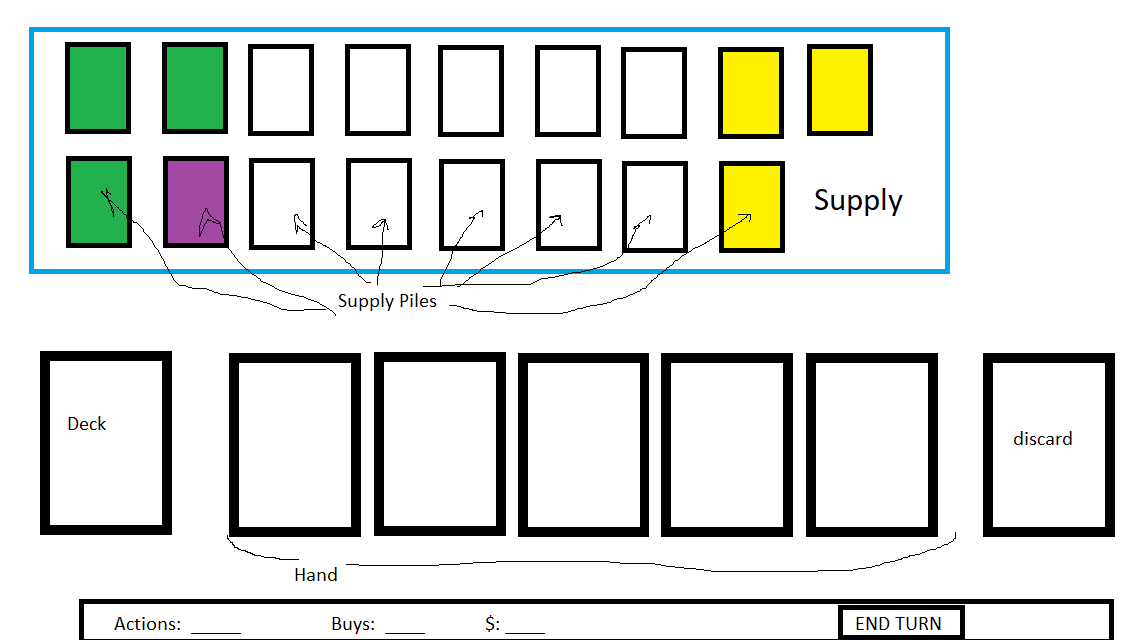 Supply
Supply Piles
Deck
discard
Hand
Actions: _____ Buys: ____ $: ____ END TURN